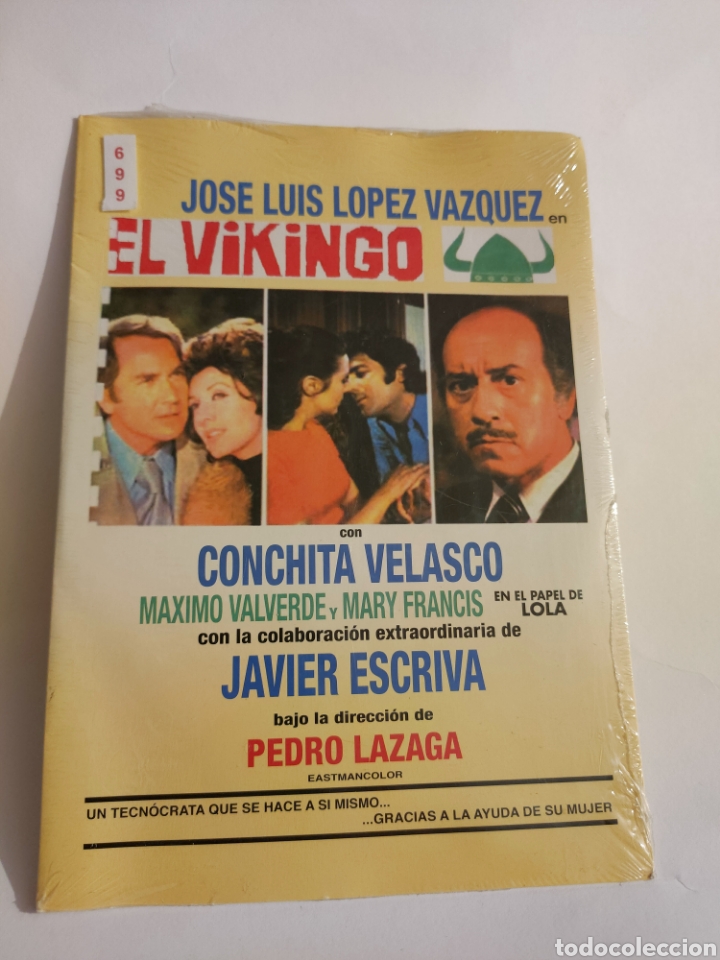 699
JOSE LUIS LOPEZ VAZQUEZ en
EL ViKiNGO
con
CONCHITA VELASCO
MAXIMO VALVERDE Y MARY FRANCIS EN EL PAPEL DE LOLA
con la colaboración extraordinaria de
JAVIER ESCRIVA
bajo la dirección de
PEDRO LAZAGA
EASTMANCOLOR
UN TECNÓCRATA QUE SE HACE A SI MISMO...
...GRACIAS A LA AYUDA DE SU MUJER
todocoleccion